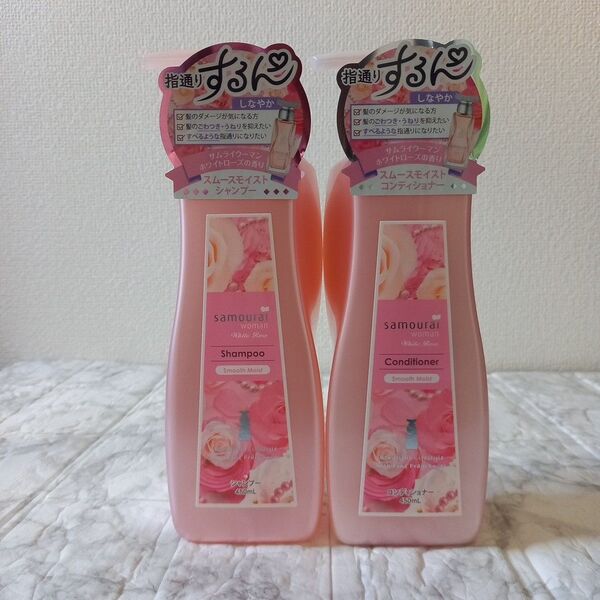 指通り
するん
しなやか
髪のダメージが気になる方
髪のごわつき・うねりを抑えたい
すべるような指通りになりたい
サムライウーマン
ホワイトローズの香り
スムースモイスト
シャンプー
samourai
woman
White Rose
Shampoo
Smooth Moist
シャンプー
450mL
指通り
するん
しなやか
髪のダメージが気になる方
髪のごわつき・うねりを抑えたい
すべるような指通りになりたい
サムライウーマン
ホワイトローズの香り
スムースモイスト
コンディショナー
samourai
woman
White Rose
Conditioner
Smooth Moist
コンディショナー
450mL